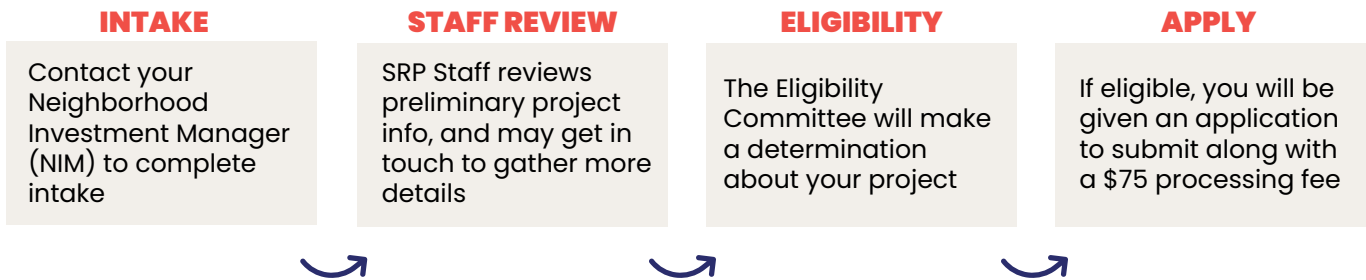 INTAKE
Contact your
Neighborhood
Investment Manager
(NIM) to complete
intake
STAFF REVIEW
SRP Staff reviews
preliminary project
info, and may get in
touch to gather more
details
ELIGIBILITY
The Eligibility
Committee will make
a determination
about your project
APPLY
If eligible, you will be
given an application
to submit along with
a $75 processing fee